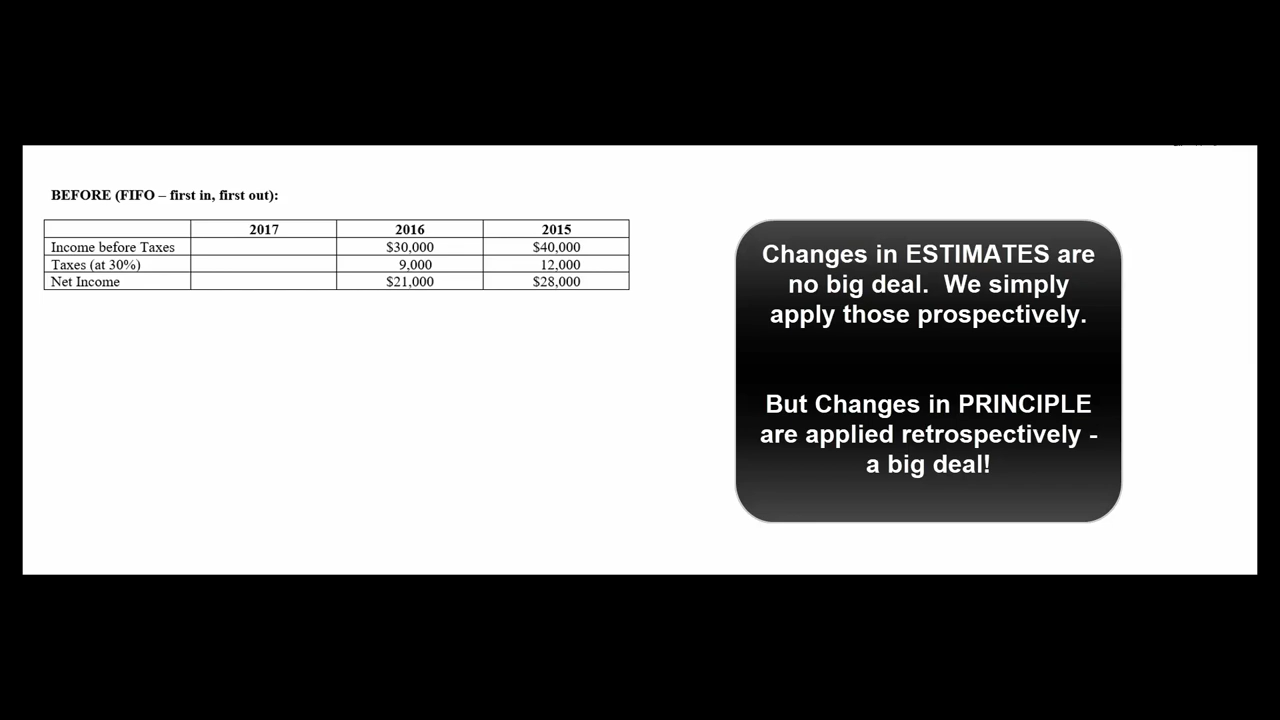 BEFORE (FIFO – first in, first out):
2017 2016 2015
Income before Taxes $30,000 $40,000
Taxes (at 30%) 9,000 12,000
Net Income $21,000 $28,000
Changes in ESTIMATES are
no big deal. We simply
apply those prospectively.
But Changes in PRINCIPLE
are applied retrospectively -
a big deal!